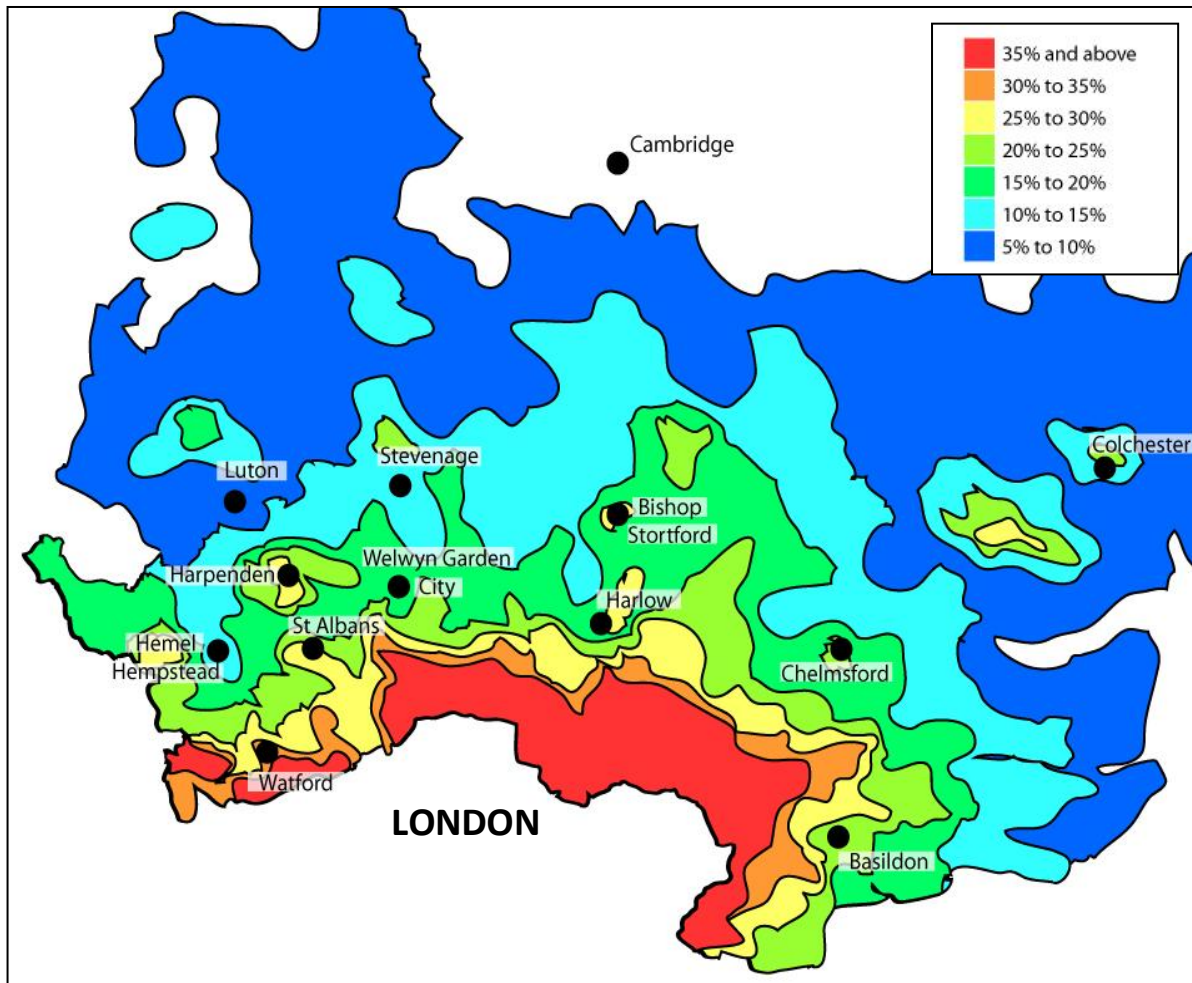 35% and above
30% to 35%
25% to 30%
20% to 25%
15% to 20%
10% to 15%
5% to 10%
Cambridge
Colchester
Stevenage
Luton
Bishop
Stortford
Welwyn Garden
City
Harpenden
Harlow
St Albans
Hemel
Hempstead
Chelmsford
Watford
LONDON
Basildon